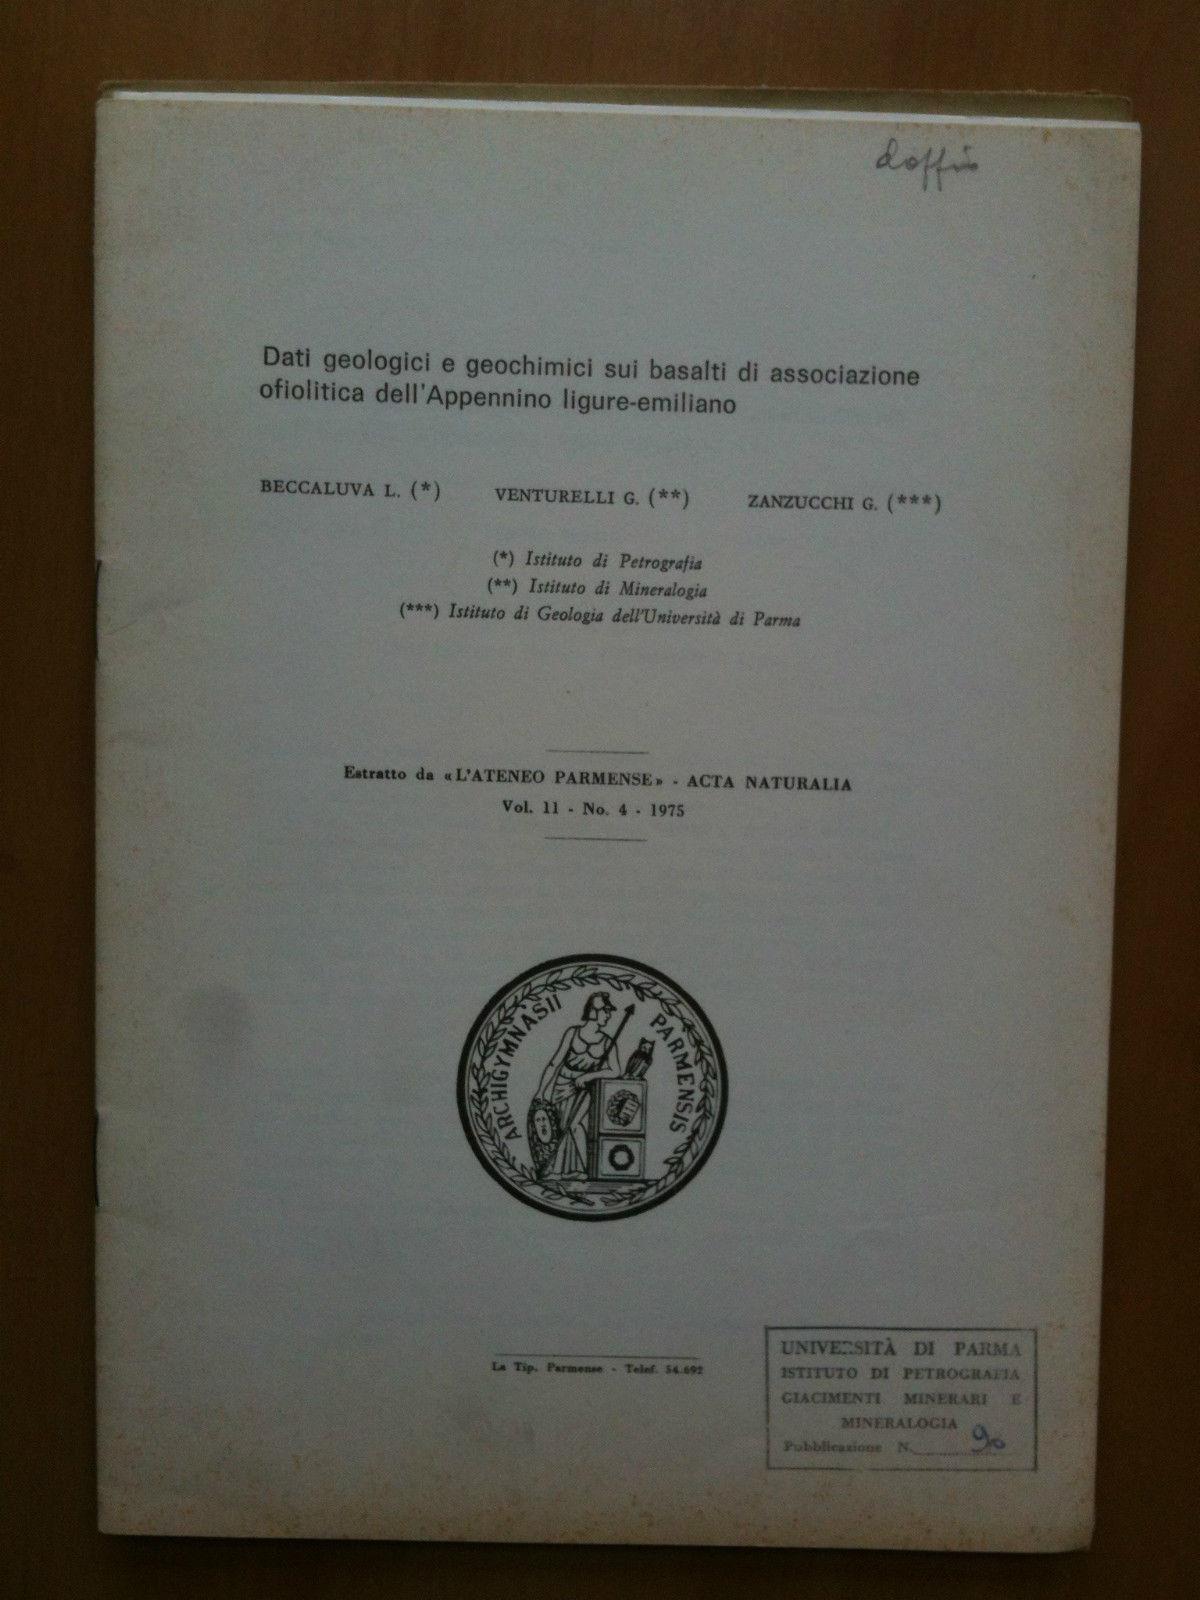 Dati geologici e geochimici sui basalti di associazione
ofiolitica dell'Appennino ligure-emiliano
BECCALUVA L. (*) VENTURELLI G. (**) ZANZUCCHI G. (***)
(*) Istituto di Petrografia
(**) Istituto di Mineralogia
(***) Istituto di Geologia dell'Università di Parma
Estratto da «L'ATENEO PARMENSE» - ACTA NATURALIA
Vol. 11 - No. 4 - 1975
ARCHIGYMNASII PARMENSIS
La Tip. Parmense - Telef. 54.692
UNIVERSITÀ DI PARMA
ISTITUTO DI PETROGRAFIA
GIACIMENTI MINERARI E
MINERALOGIA
Pubblicazione N. 90